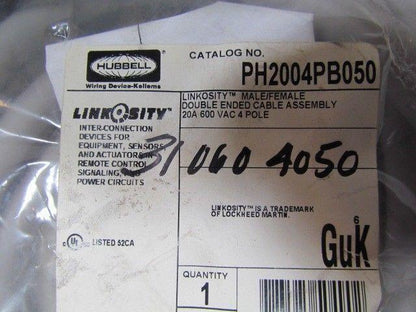 HUBBELL
Wiring Device-Kellems
CATALOG NO.
PH2004PB050
LINKOSITY™ MALE/FEMALE
DOUBLE ENDED CABLE ASSEMBLY
20A 600 VAC 4 POLE
LINKOSITY™
INTER-CONNECTION
DEVICES FOR
EQUIPMENT, SENSORS
AND ACTUATORS IN
REMOTE CONTROL
SIGNALING, AND
POWER CIRCUITS
31 060 4050
LINKOSITY™ IS A TRADEMARK
OF LOCKHEED MARTIN.
6
GuK
UL LISTED 52CA
QUANTITY
1